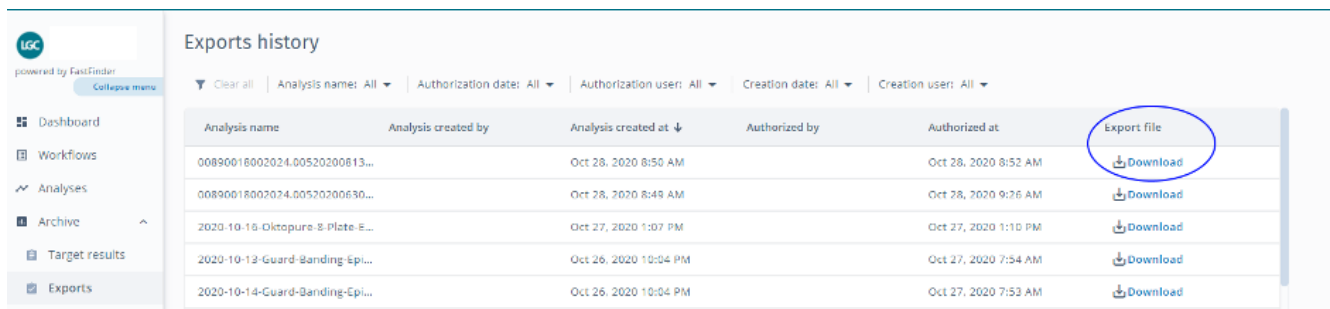 LGC
powered by FastFinder
Collapse menu
Dashboard
Workflows
Analyses
Archive
Target results
Exports
Exports history
Clear all Analysis name: All Authorization date: All Authorization user: All Creation date: All Creation user: All
Analysis name Analysis created by Analysis created at ↓ Authorized by Authorized at Export file
00890018002024.00520200813... Oct 28, 2020 8:50 AM Oct 28, 2020 8:52 AM Download
00890018002024.00520200630... Oct 28, 2020 8:49 AM Oct 28, 2020 9:26 AM Download
2020-10-16-Oktopure-8-Plate-E... Oct 27, 2020 1:07 PM Oct 27, 2020 1:10 PM Download
2020-10-13-Guard-Banding-Epi... Oct 26, 2020 10:04 PM Oct 27, 2020 7:54 AM Download
2020-10-14-Guard-Banding-Epi... Oct 26, 2020 10:04 PM Oct 27, 2020 7:53 AM Download